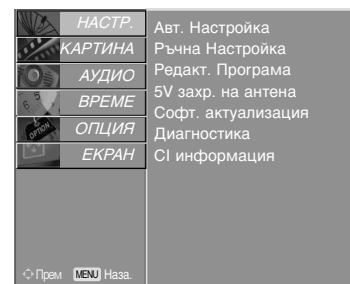 НАСТР.
КАРТИНА
АУДИО
ВРЕМЕ
ОПЦИЯ
ЕКРАН
Авт. Настройка
Ръчна Настройка
Редакт. Програма
5V захр. на антена
Софт. актуализация
Диагностика
CI информация
Прем MENU Наза.